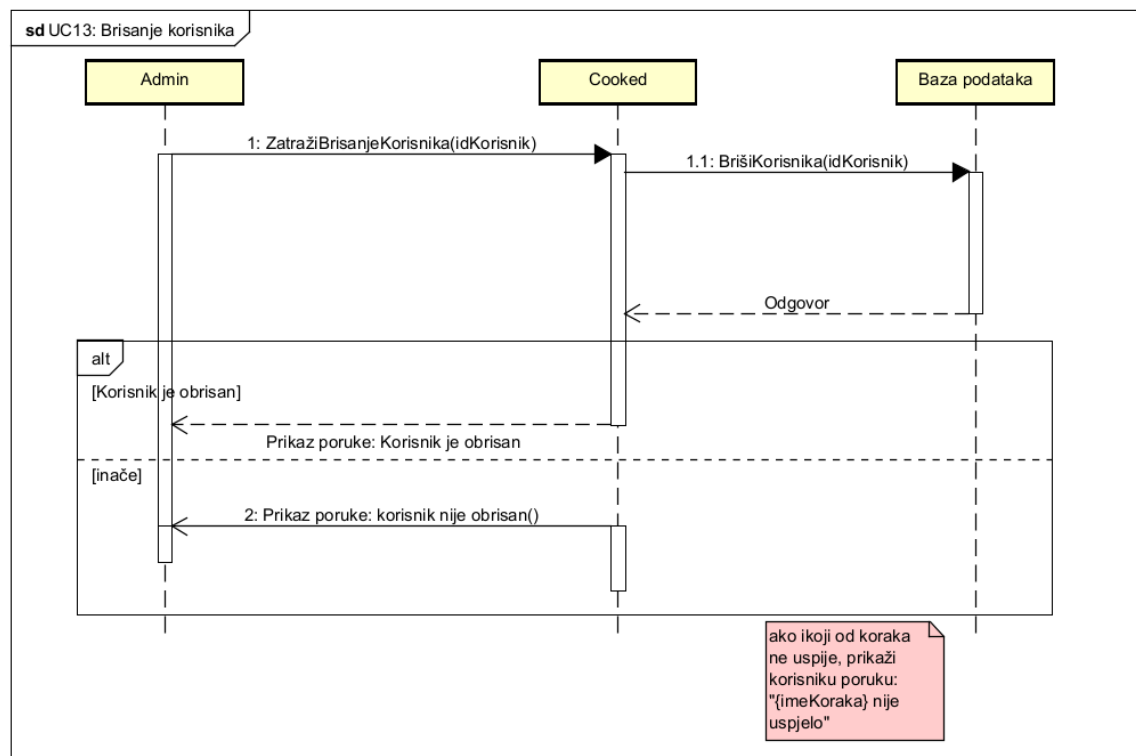 sd UC13: Brisanje korisnika
Admin
Cooked
Baza podataka
1: ZatražiBrisanjeKorisnika(idKorisnik)
1.1: BrišiKorisnika(idKorisnik)
Odgovor
alt
[Korisnik je obrisan]
Prikaz poruke: Korisnik je obrisan
[inače]
2: Prikaz poruke: korisnik nije obrisan()
ako ikoji od koraka
ne uspije, prikaži
korisniku poruku:
"{imeKoraka} nije
uspjelo"